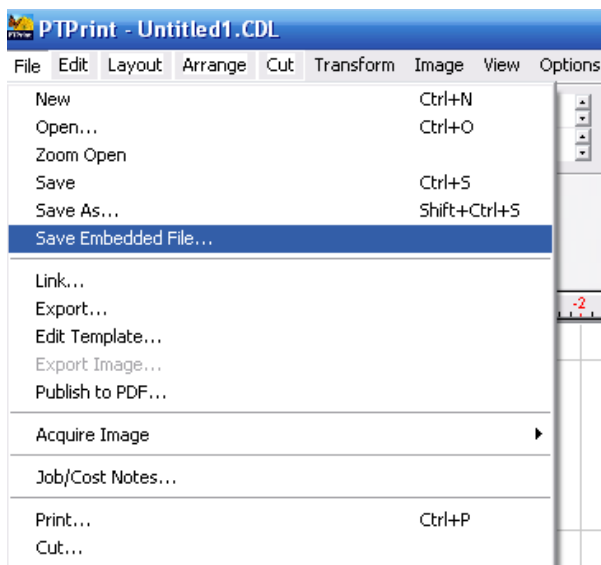 PTPrint - Untitled1.CDL
File Edit Layout Arrange Cut Transform Image View Options
New Ctrl+N
Open... Ctrl+O
Zoom Open
Save Ctrl+S
Save As... Shift+Ctrl+S
Save Embedded File...
Link...
Export...
Edit Template...
Export Image...
Publish to PDF...
Acquire Image
Job/Cost Notes...
Print... Ctrl+P
Cut...
-2